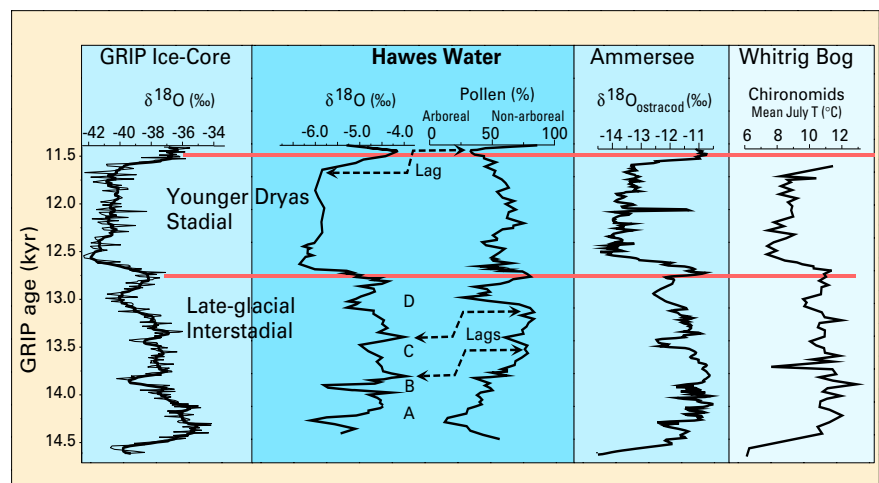 GRIP Ice-Core
Hawes Water
Ammersee
Whitrig Bog
δ18O (‰)
δ18O (‰)
Pollen (%)
Arboreal
Non-arboreal
δ18Oostracod (‰)
Chironomids
Mean July T (°C)
-42 -40 -38 -36 -34
-6.0 -5.0 -4.0
0 50 100
-14 -13 -12 -11
6 8 10 12
GRIP age (kyr)
11.5
12.0
12.5
13.0
13.5
14.0
14.5
Younger Dryas
Stadial
Late-glacial
Interstadial
Lag
D
C
Lags
B
A